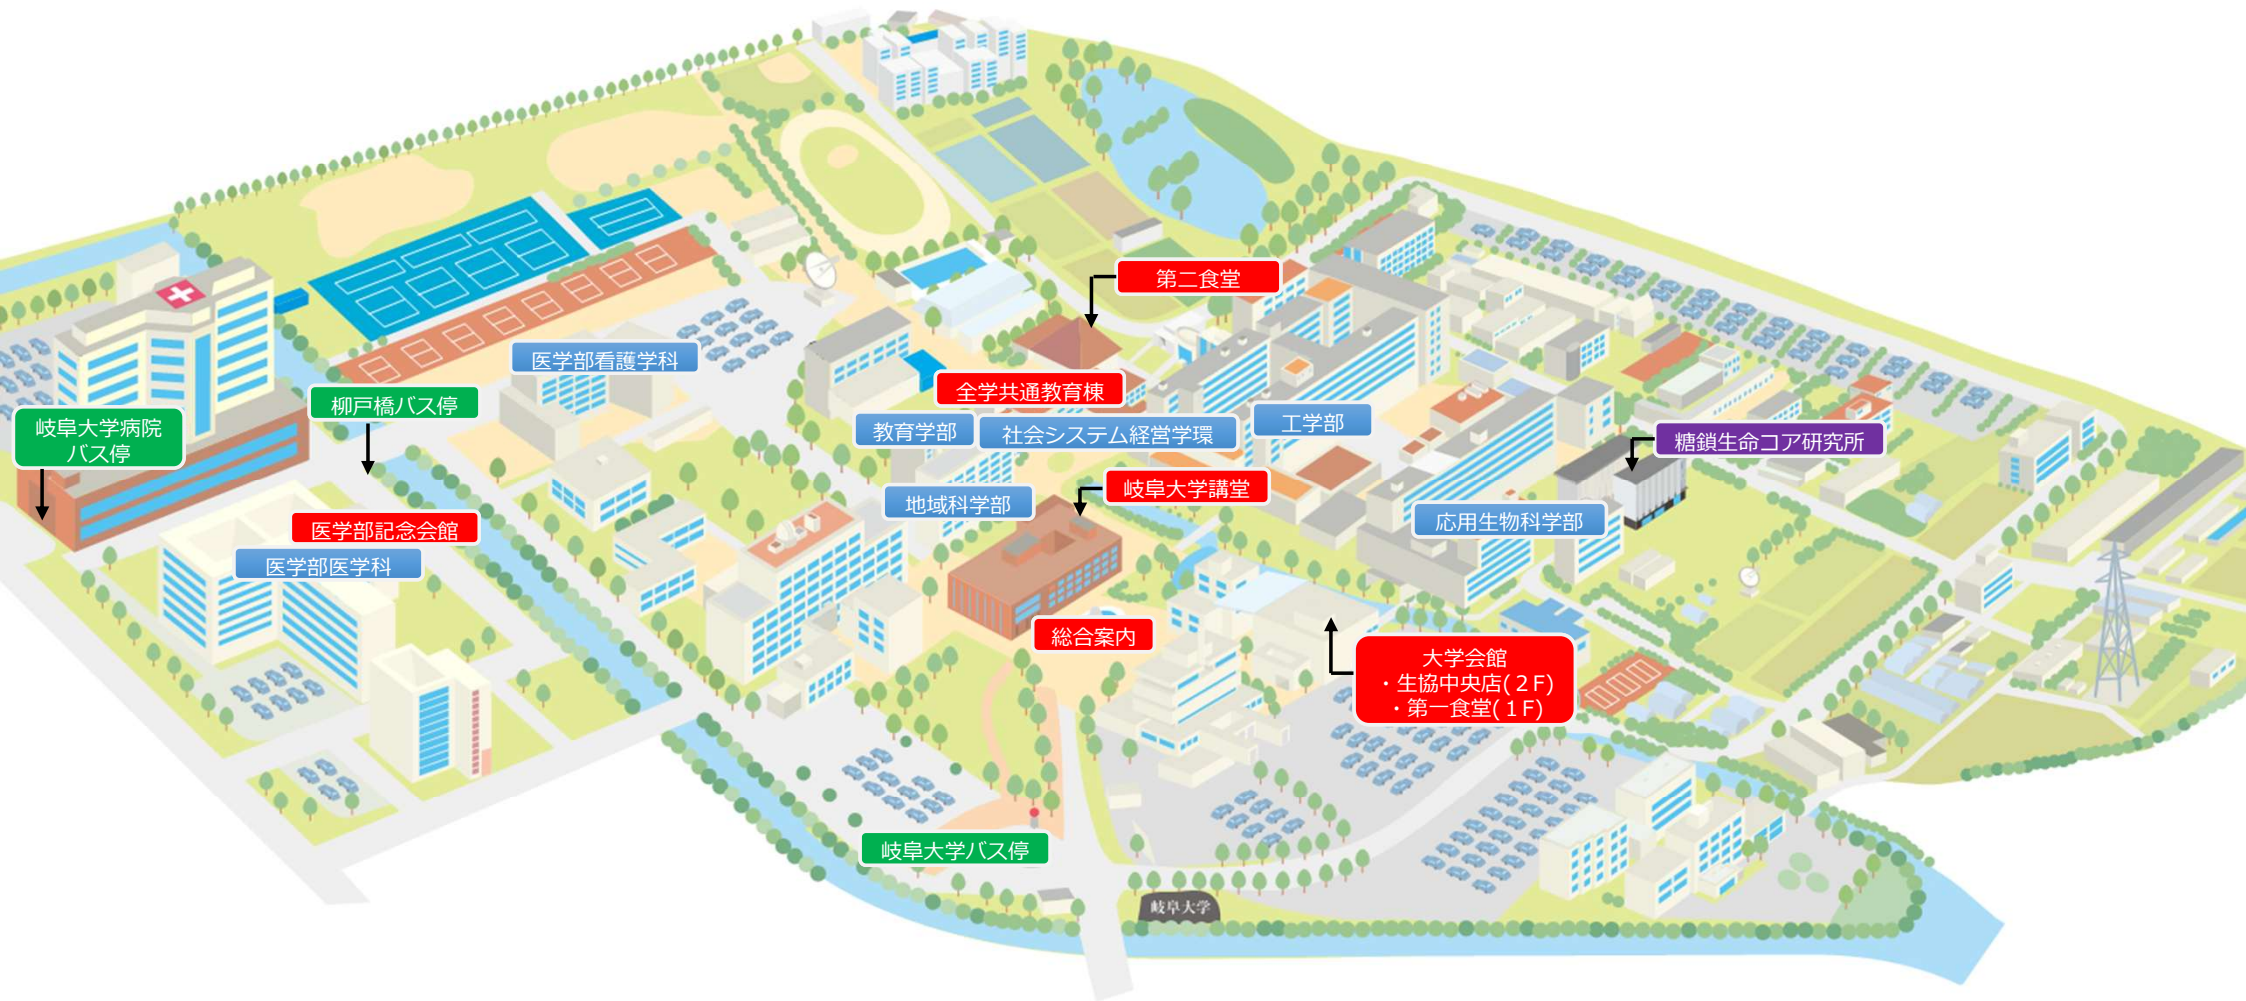 第二食堂
医学部看護学科
全学共通教育棟
柳戸橋バス停
岐阜大学病院
バス停
教育学部
社会システム経営学環
工学部
糖鎖生命コア研究所
岐阜大学講堂
地域科学部
応用生物科学部
医学部記念会館
医学部医学科
総合案内
大学会館
・生協中央店(２F)
・第一食堂(１F)
岐阜大学バス停
岐阜大学